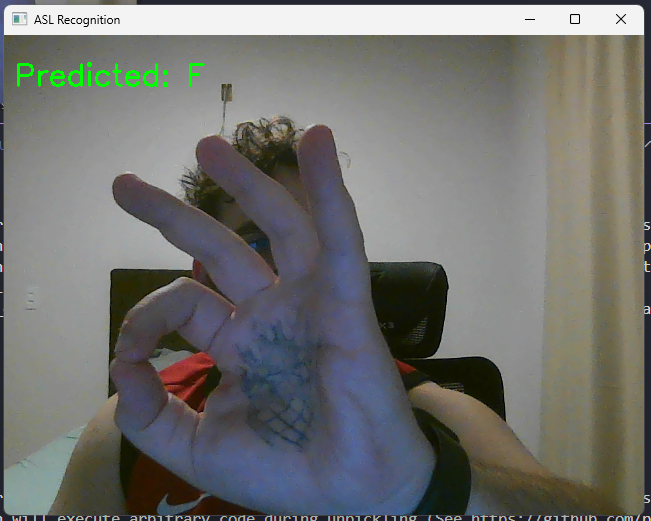 ASL Recognition
Predicted: F
will execute arbitrary code during unpickling (See https://github.com/p